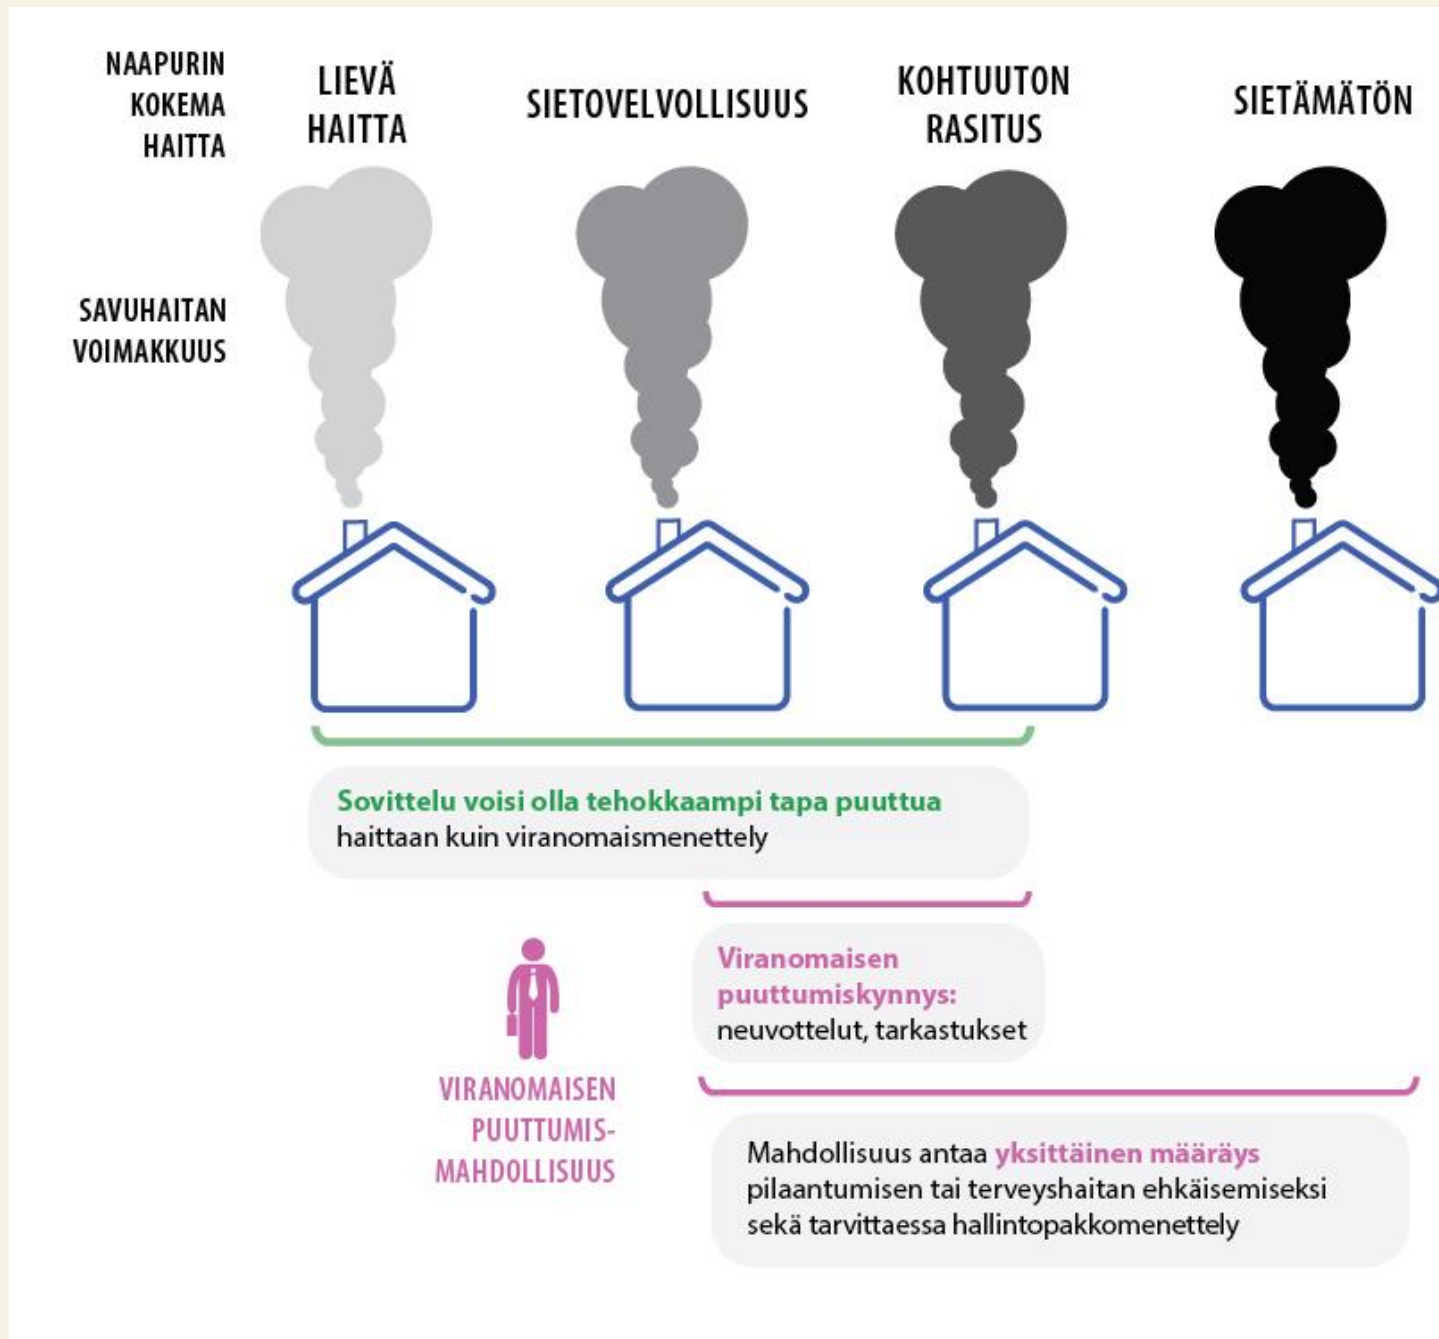 NAAPURIN
KOKEMA
HAITTA
LIEVÄ
HAITTA
SIETOVELVOLLISUUS
KOHTUUTON
RASITUS
SIETÄMÄTÖN
SAVUHAITAN
VOIMAKKUUS
Sovittelu voisi olla tehokkaampi tapa puuttua
haittaan kuin viranomaismenettely
Viranomaisen
puuttumiskynnys:
neuvottelut, tarkastukset
VIRANOMAISEN
PUUTTUMIS-
MAHDOLLISUUS
Mahdollisuus antaa yksittäinen määräys
pilaantumisen tai terveyshaitan ehkäisemiseksi
sekä tarvittaessa hallintopakkomenettely